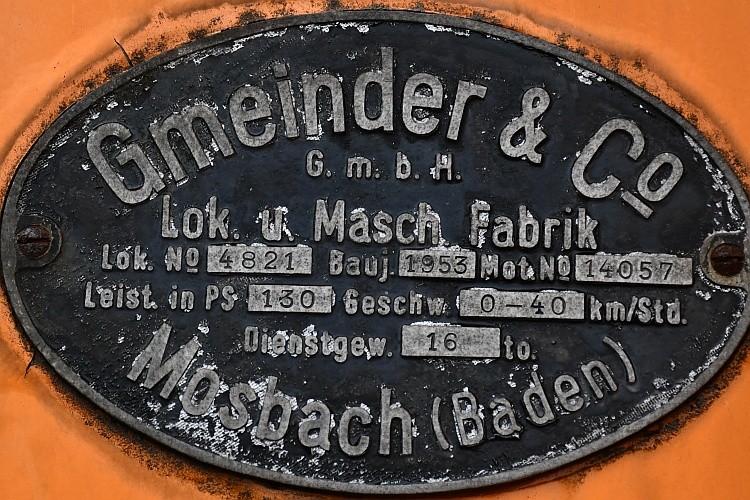 Gmeinder & Co
G. m. b. H.
Lok. u. Masch. Fabrik
Lok. No 4821 Bauj. 1953 Mot. No 14057
Leist. in PS 130 Geschw. 0-40 km/Std.
Dienstgew. 16 to.
Mosbach (Baden)